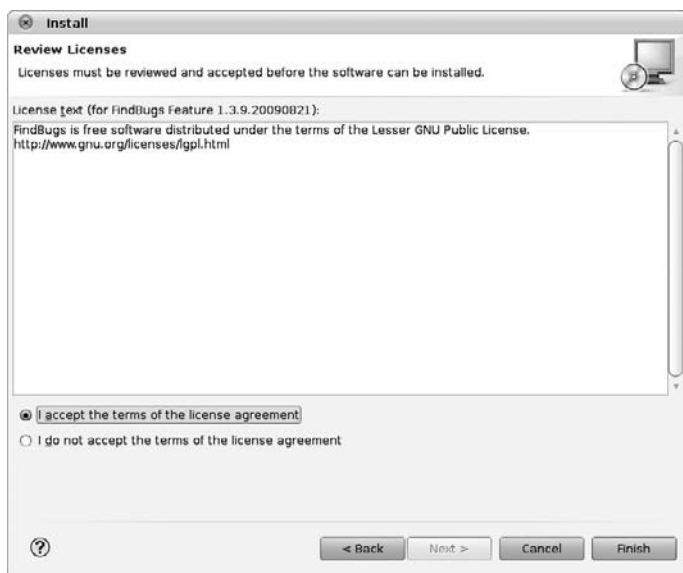 Install
Review Licenses
Licenses must be reviewed and accepted before the software can be installed.
License text (for FindBugs Feature 1.3.9.20090821):
FindBugs is free software distributed under the terms of the Lesser GNU Public License.
http://www.gnu.org/licenses/lgpl.html
I accept the terms of the license agreement
I do not accept the terms of the license agreement
?
< Back
Next >
Cancel
Finish